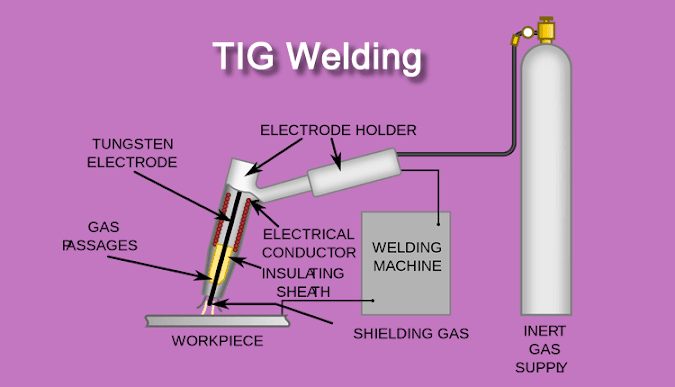 TIG Welding
ELECTRODE HOLDER
TUNGSTEN
ELECTRODE
GAS
PASSAGES
ELECTRICAL
CONDUCTOR
INSULATING
SHEATH
WELDING
MACHINE
WORKPIECE
SHIELDING GAS
INERT
GAS
SUPPLY